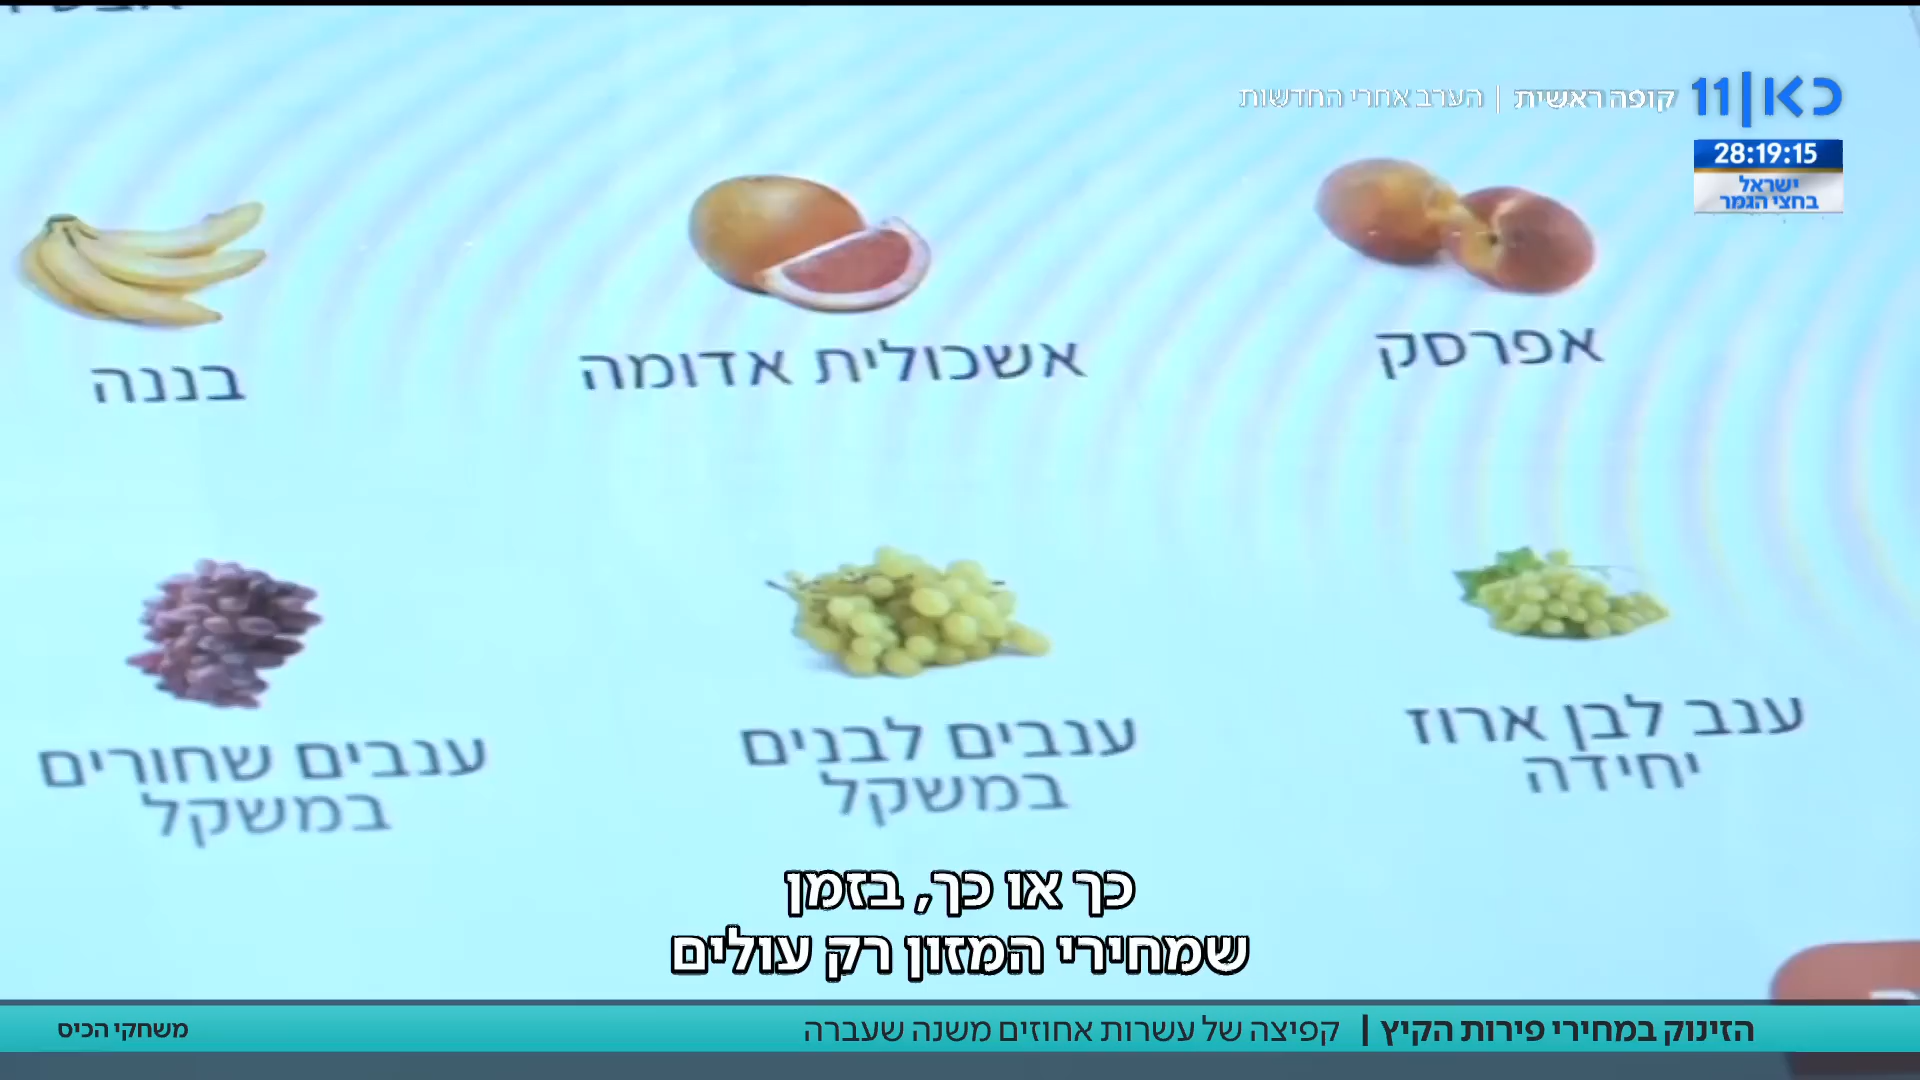 כאן 11
קופה ראשית | הערב אחרי החדשות
28:19:15
ישראל
בחצי הגמר
אפרסק
אשכולית אדומה
בננה
ענב לבן ארוז
יחידה
ענבים לבנים
במשקל
ענבים שחורים
במשקל
כך או כך, בזמן
שמחירי המזון רק עולים
הזינוק במחירי פירות הקיץ | קפיצה של עשרות אחוזים משנה שעברה
משחקי הכיס